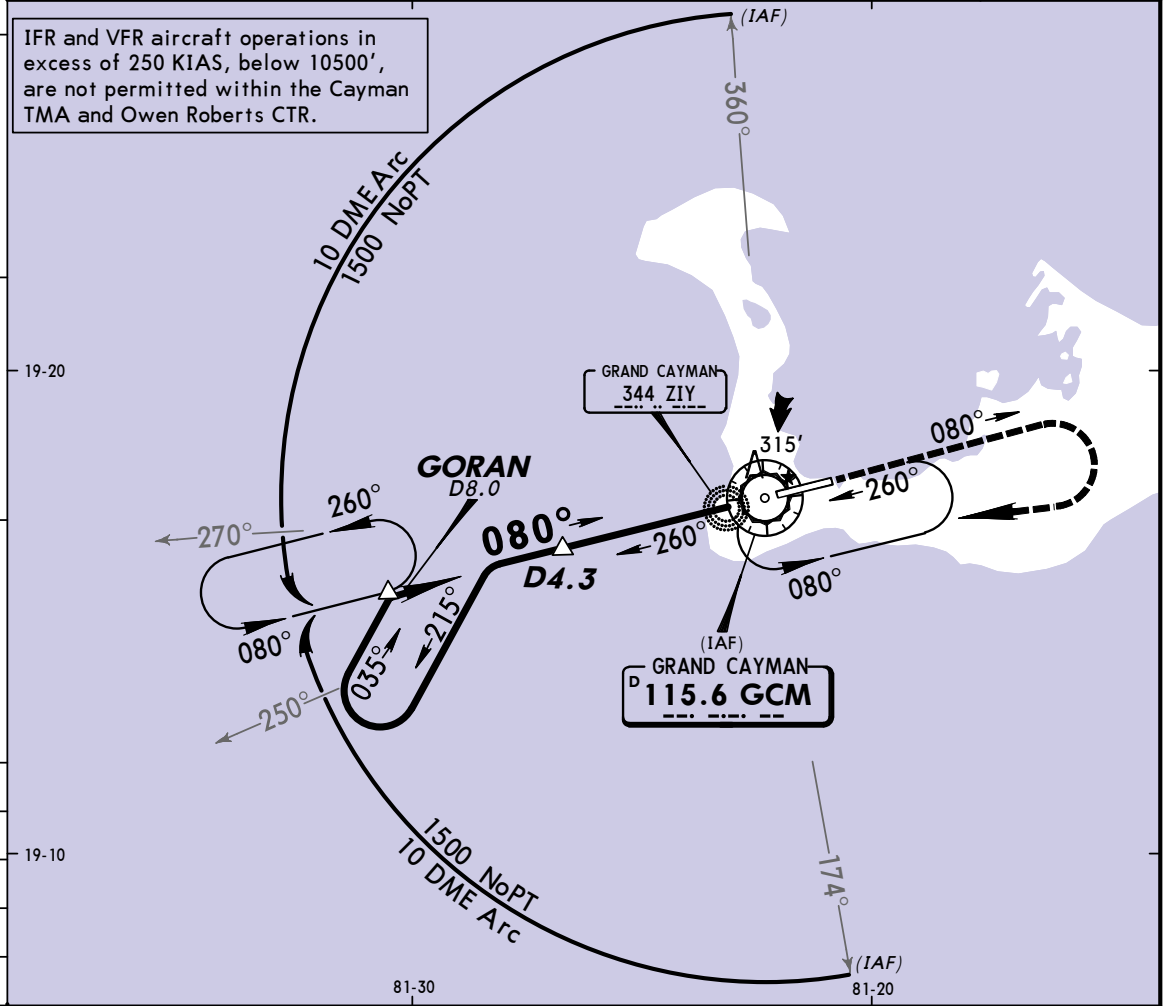 (IAF)
IFR and VFR aircraft operations in
excess of 250 KIAS, below 10500',
are not permitted within the Cayman
TMA and Owen Roberts CTR.
360°
10 DME Arc
1500 NoPT
19-20
GRAND CAYMAN
344 ZIY
080°
315'
GORAN
D8.0
260°
260°
270°
080°
260°
D4.3
080°
215°
080°
035°
(IAF)
GRAND CAYMAN
D 115.6 GCM
250°
1500 NoPT
10 DME Arc
19-10
174°
(IAF)
81-30
81-20